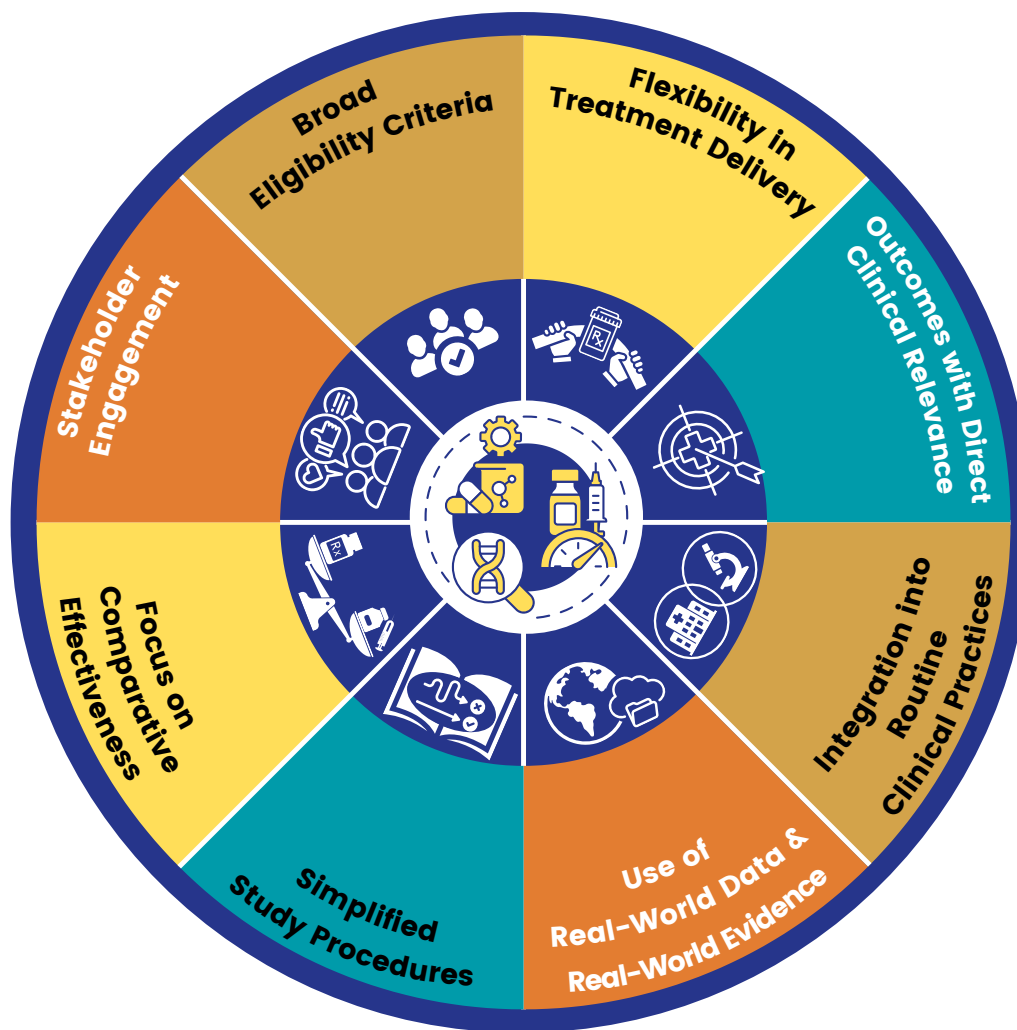 Broad
Eligibility Criteria
Flexibility in
Treatment Delivery
Outcomes with Direct
Clinical Relevance
Integration into
Routine
Clinical Practices
Use of
Real-World Data &
Real-World Evidence
Simplified
Study Procedures
Focus on
Comparative
Effectiveness
Stakeholder
Engagement
Rx
Rx